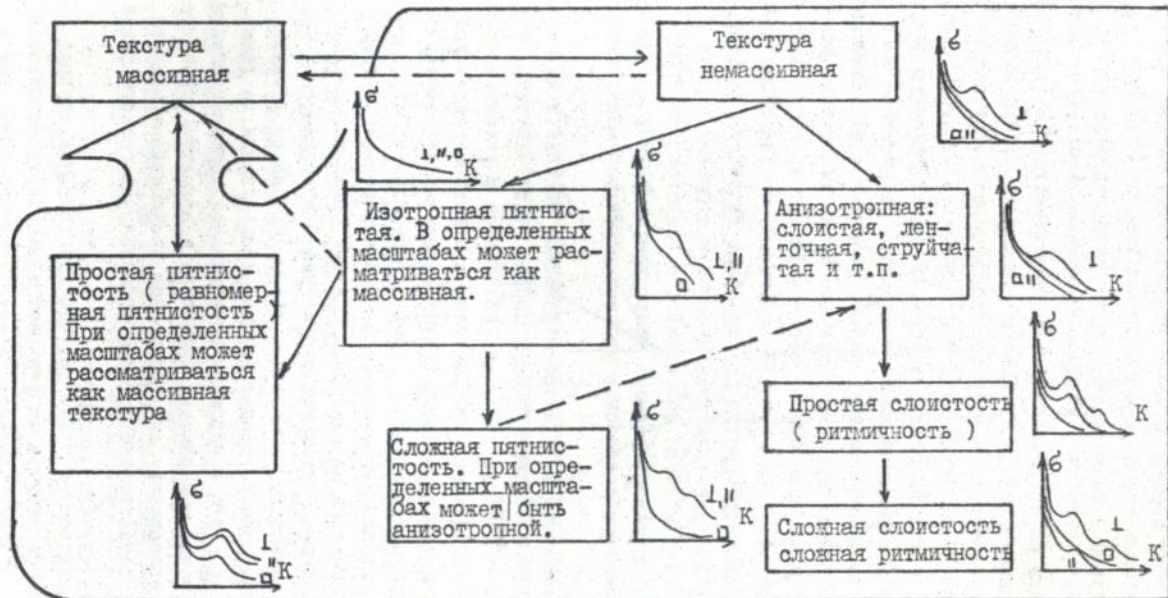 Текстура
массивная
Текстура
немассивная
Изотропная пятнис-
тая. В определенных
масштабах может рас-
матриваться как
массивная.
Анизотропная:
слоистая, лен-
точная, струйча-
тая и т.п.
Простая пятнис-
тость ( равномер-
ная пятнистость )
При определенных
масштабах может
рассматриваться
как массивная
текстура
Сложная пятнис-
тость. При опре-
деленных масшта-
бах может быть
анизотропной.
Простая слоистость
( ритмичность )
Сложная слоистость
сложная ритмичность
б
⊥,॥,□
К
б
⊥
□॥
К
б
⊥,॥
□
К
б
⊥
□॥
К
б
К
б
⊥,॥
К
□
б
⊥
□
॥
К
б
⊥
॥
□
К